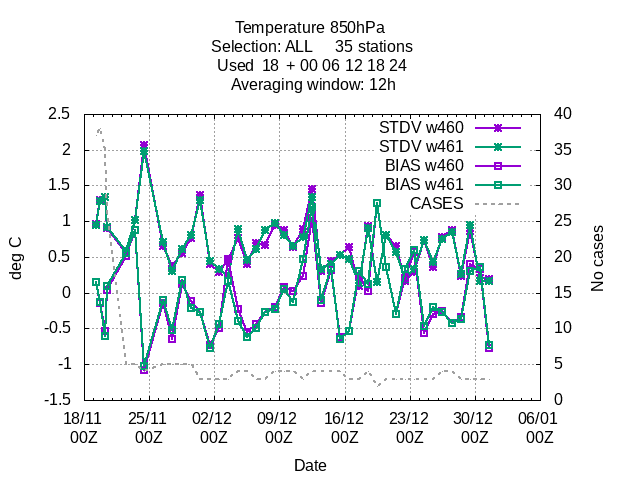 Temperature 850hPa
Selection: ALL 35 stations
Used 18 + 00 06 12 18 24
Averaging window: 12h
STDV w460
STDV w461
BIAS w460
BIAS w461
CASES
deg C
2.5
2
1.5
1
0.5
0
-0.5
-1
-1.5
No cases
40
35
30
25
20
15
10
5
0
18/11 25/11 02/12 09/12 16/12 23/12 30/12 06/01
00Z 00Z 00Z 00Z 00Z 00Z 00Z 00Z
Date